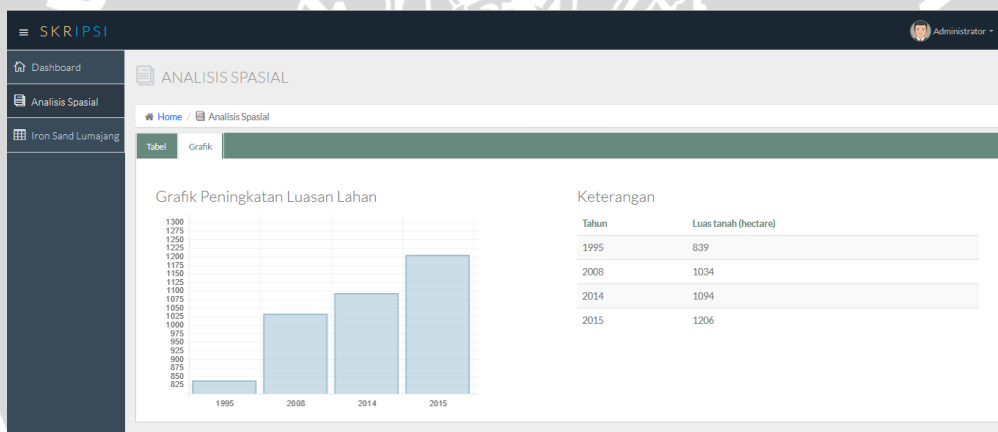 ≡ SKRIPSI
Administrator
Dashboard
Analisis Spasial
Iron Sand Lumajang
ANALISIS SPASIAL
Home / Analisis Spasial
Tabel Grafik
Grafik Peningkatan Luasan Lahan
1300
1275
1250
1225
1200
1175
1150
1125
1100
1075
1050
1025
1000
975
950
925
900
875
850
825
1995 2008 2014 2015
Keterangan
Tahun Luas tanah (hectare)
1995 839
2008 1034
2014 1094
2015 1206